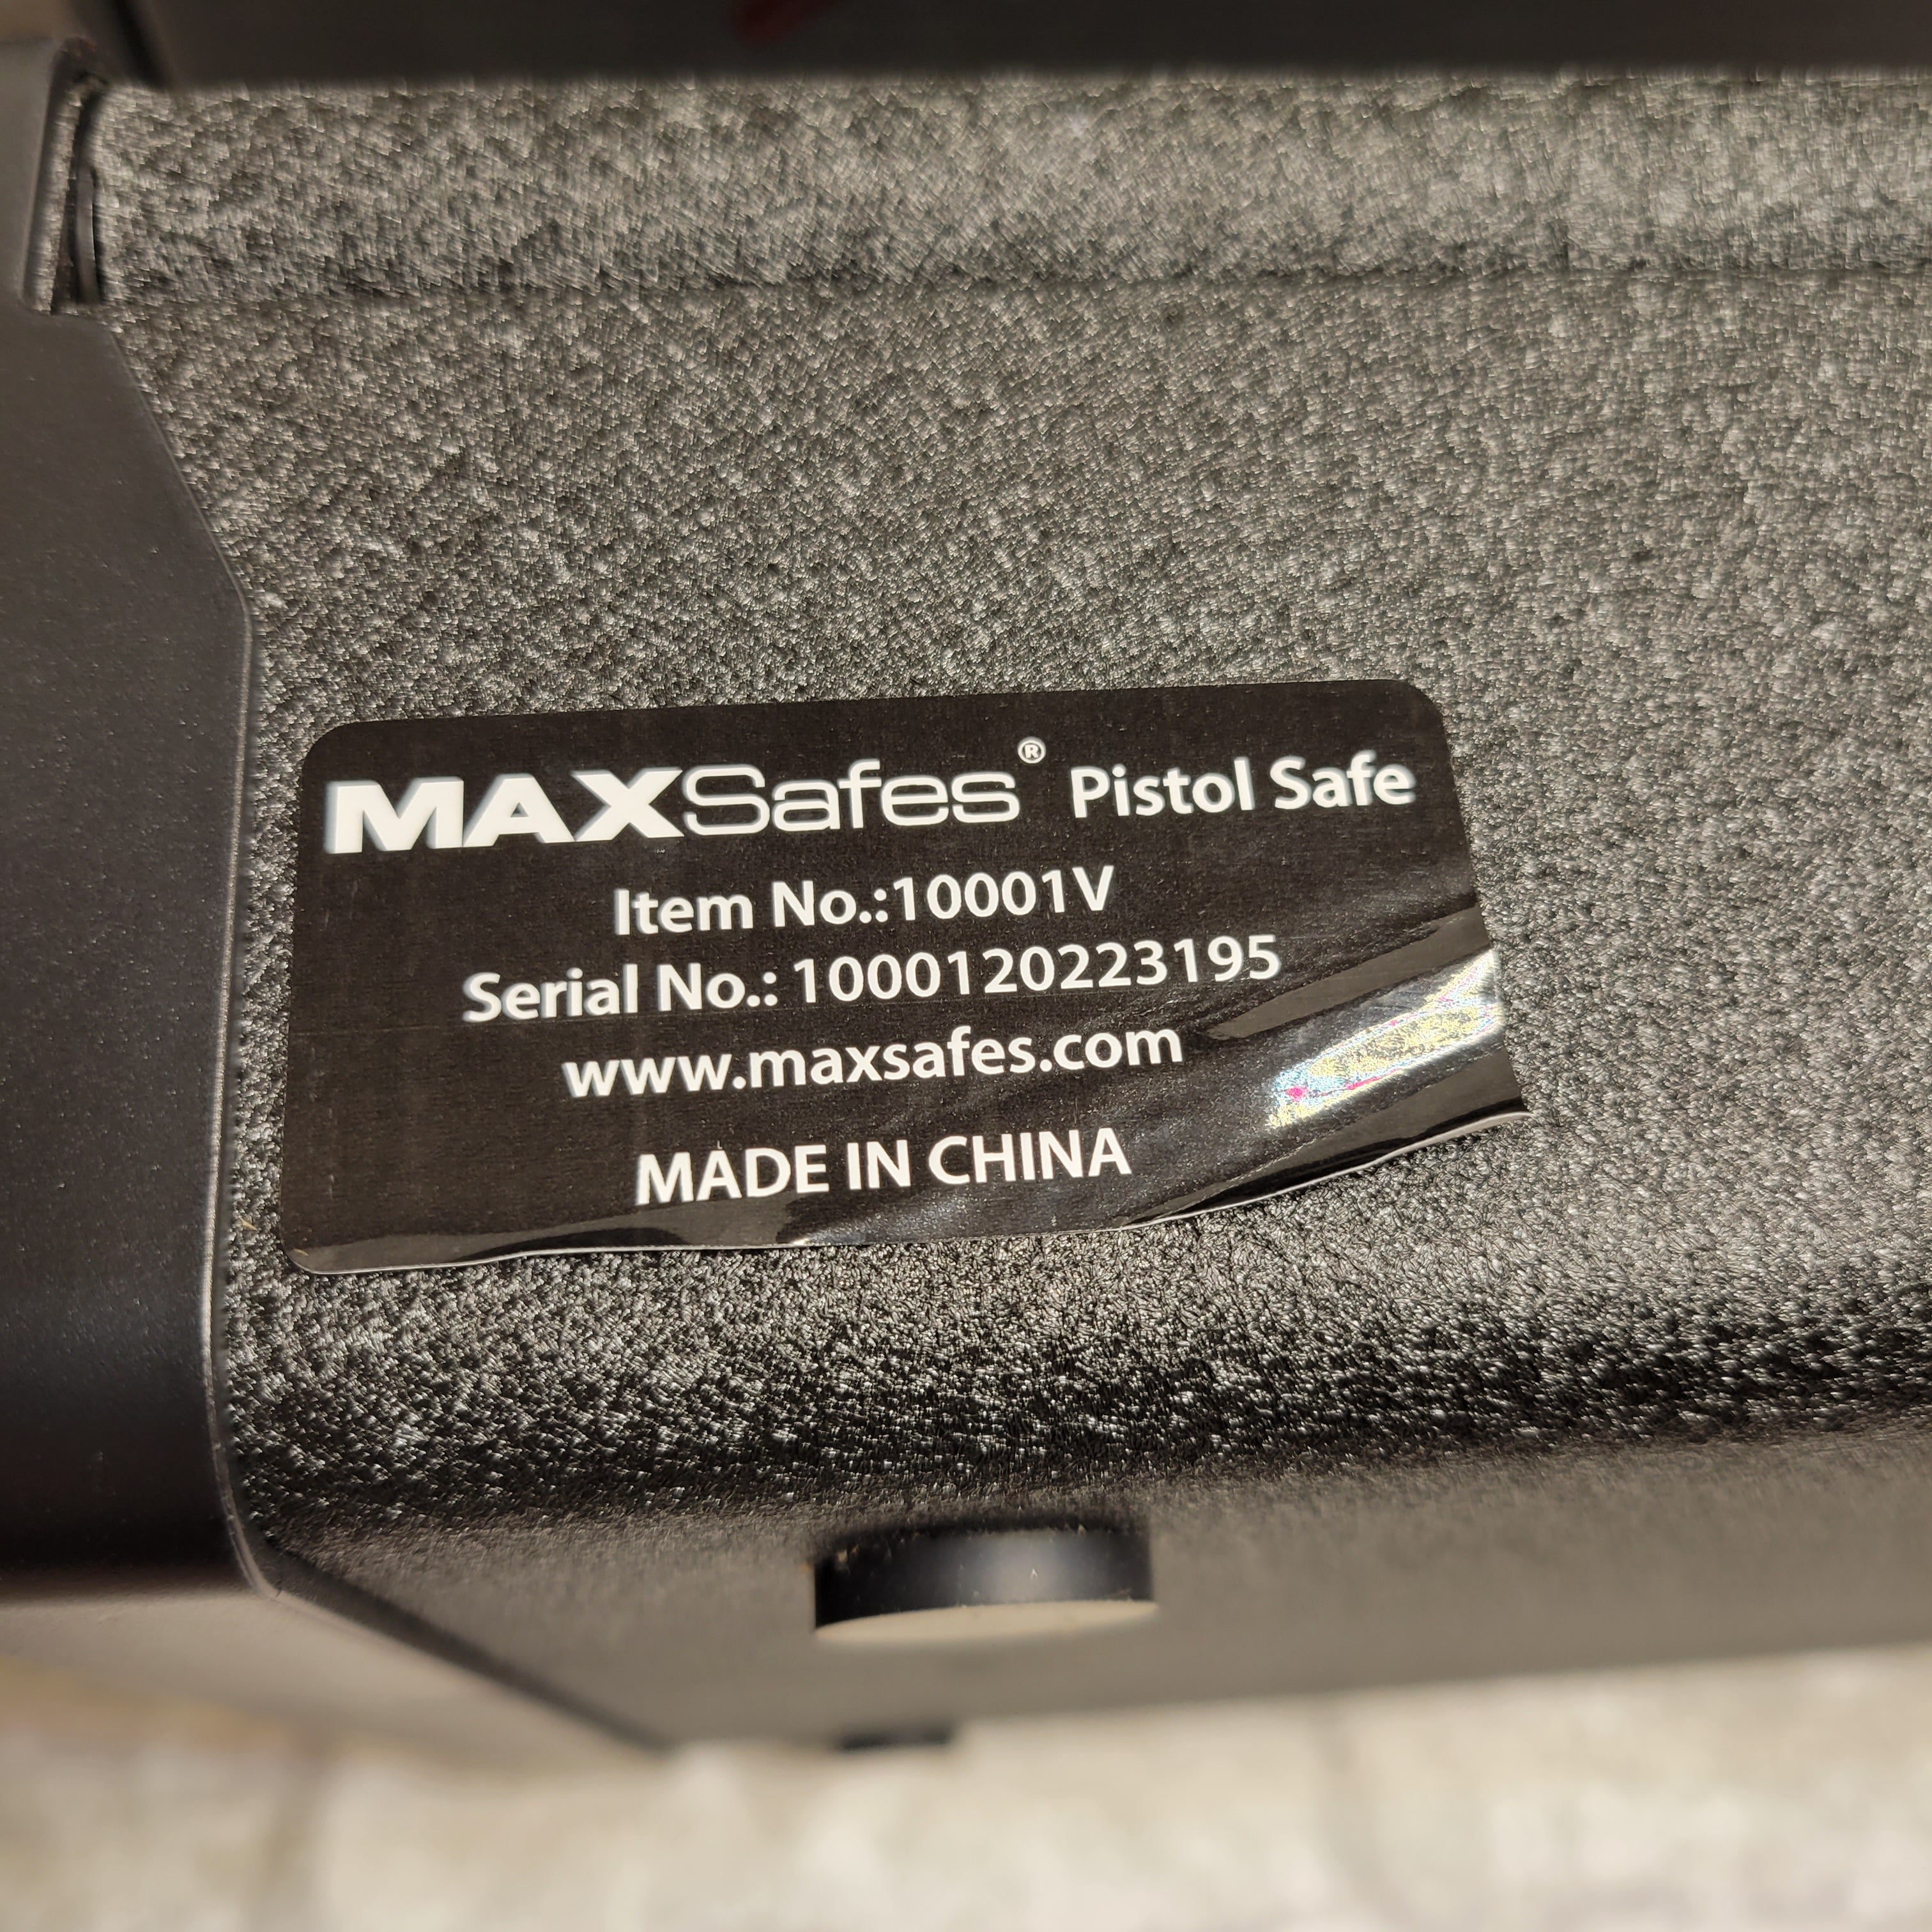 MAXSafes® Pistol Safe
Item No.:10001V
Serial No.: 1000120223195
www.maxsafes.com
MADE IN CHINA